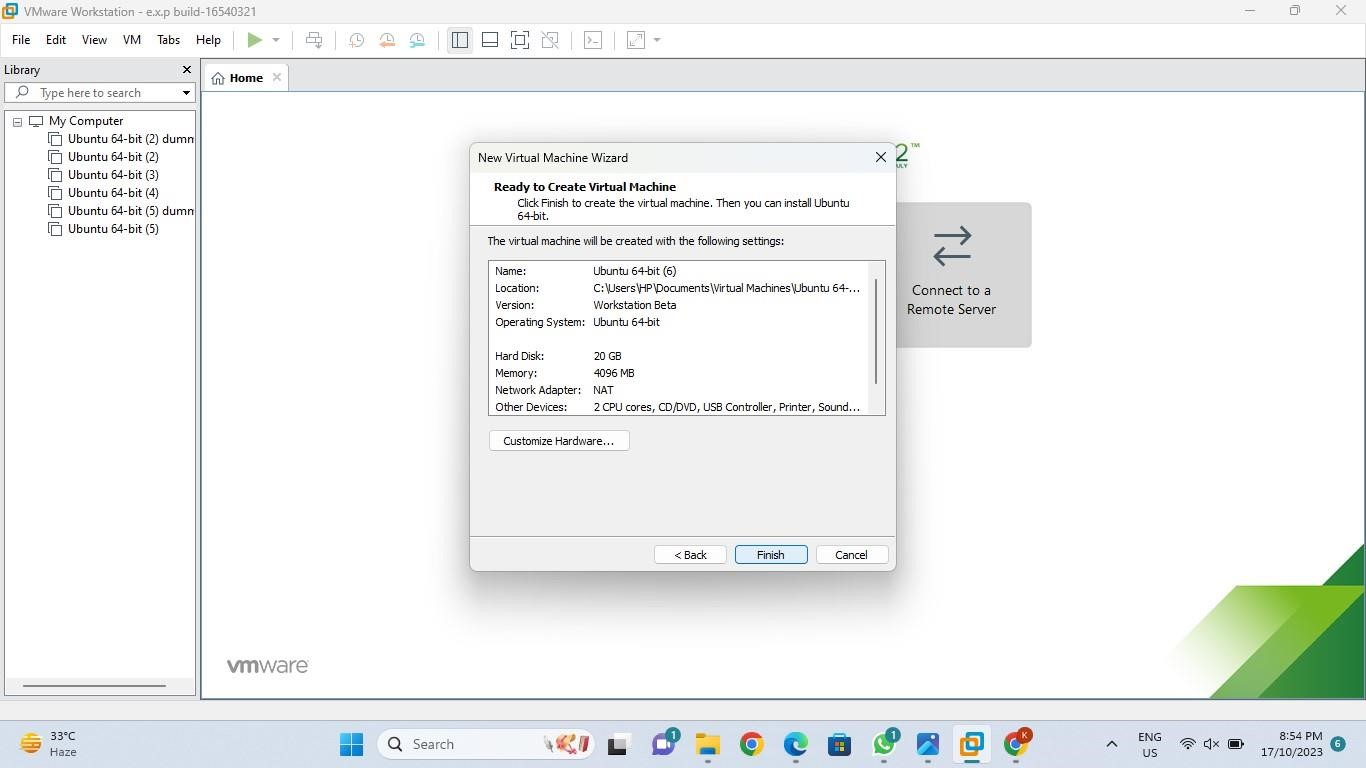 VMware Workstation - e.x.p build-16540321
File Edit View VM Tabs Help
Library
Type here to search
My Computer
Ubuntu 64-bit (2) dumm
Ubuntu 64-bit (2)
Ubuntu 64-bit (3)
Ubuntu 64-bit (4)
Ubuntu 64-bit (5) dumm
Ubuntu 64-bit (5)
Home
2™
Connect to a
Remote Server
New Virtual Machine Wizard
Ready to Create Virtual Machine
Click Finish to create the virtual machine. Then you can install Ubuntu
64-bit.
The virtual machine will be created with the following settings:
Name: Ubuntu 64-bit (6)
Location: C:\Users\HP\Documents\Virtual Machines\Ubuntu 64-...
Version: Workstation Beta
Operating System: Ubuntu 64-bit
Hard Disk: 20 GB
Memory: 4096 MB
Network Adapter: NAT
Other Devices: 2 CPU cores, CD/DVD, USB Controller, Printer, Sound...
Customize Hardware...
< Back Finish Cancel
vmware
33°C
Haze
Search
1
1
K
ENG
US
8:54 PM
17/10/2023
6